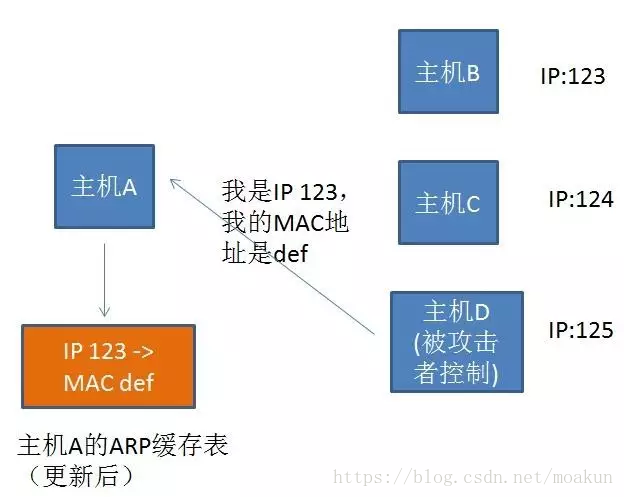 主机B
IP:123
主机A
我是IP 123，
我的MAC地
址是def
主机C
IP:124
主机D
(被攻击
者控制)
IP:125
IP 123 ->
MAC def
主机A的ARP缓存表
（更新后）
https://blog.csdn.net/moakun